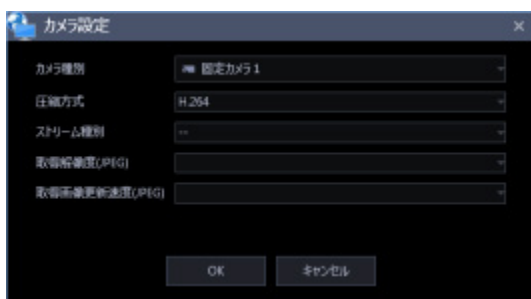 カメラ設定
カメラ種別 固定カメラ1
圧縮方式 H.264
ストリーム種別 --
取得解像度(JPEG)
取得画像更新速度(JPEG)
OK キャンセル